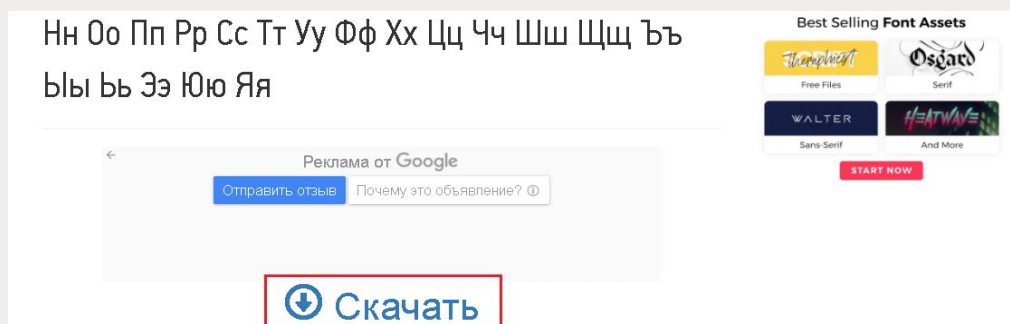 Нн Оо Пп Рр Сс Тт Уу Фф Хх Цц Чч Шш Щщ Ъъ
Ыы Ьь Ээ Юю Яя
Реклама от Google
Отправить отзыв
Почему это объявление?
Скачать
Best Selling Font Assets
Free Files
Osgard
Serif
WALTER
Sans-Serif
HEATWAVE
And More
START NOW